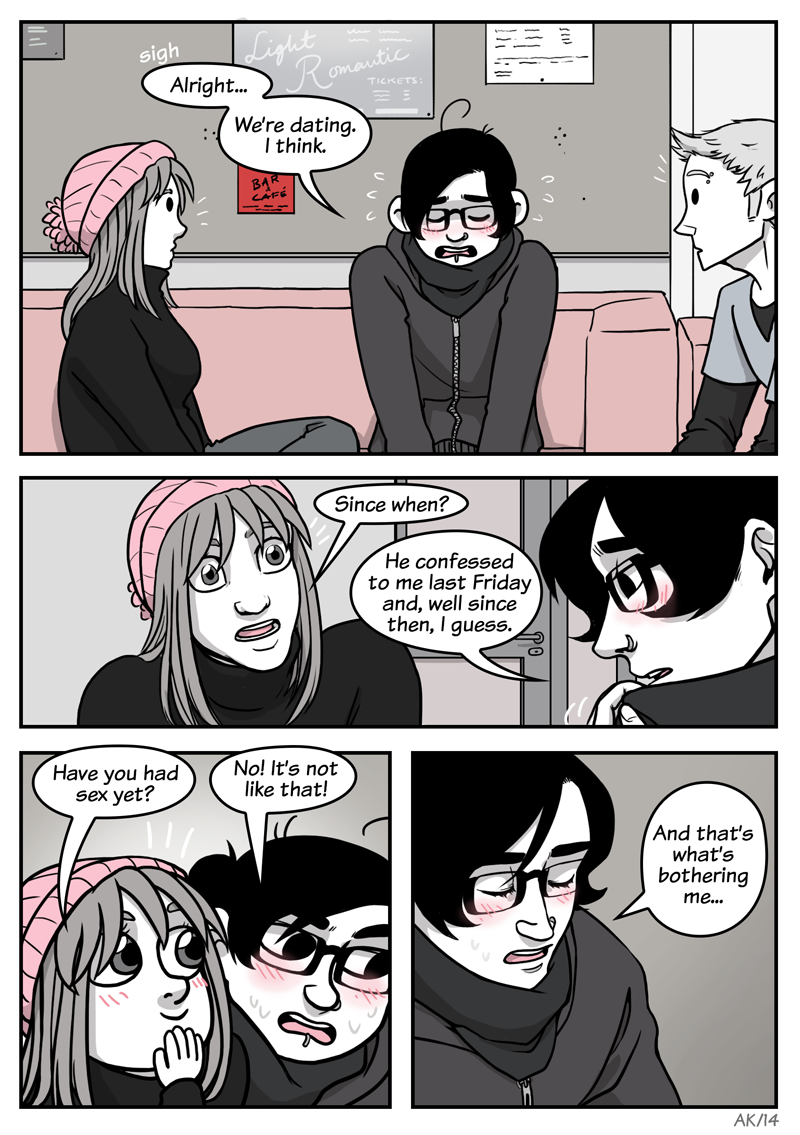 sigh
Light
Romantic
TICKETS:
Alright...
We're dating.
I think.
BAR
&
CAFÉ
Since when?
He confessed
to me last Friday
and, well since
then, I guess.
Have you had
sex yet?
No! It's not
like that!
And that's
what's
bothering
me...
AK/14